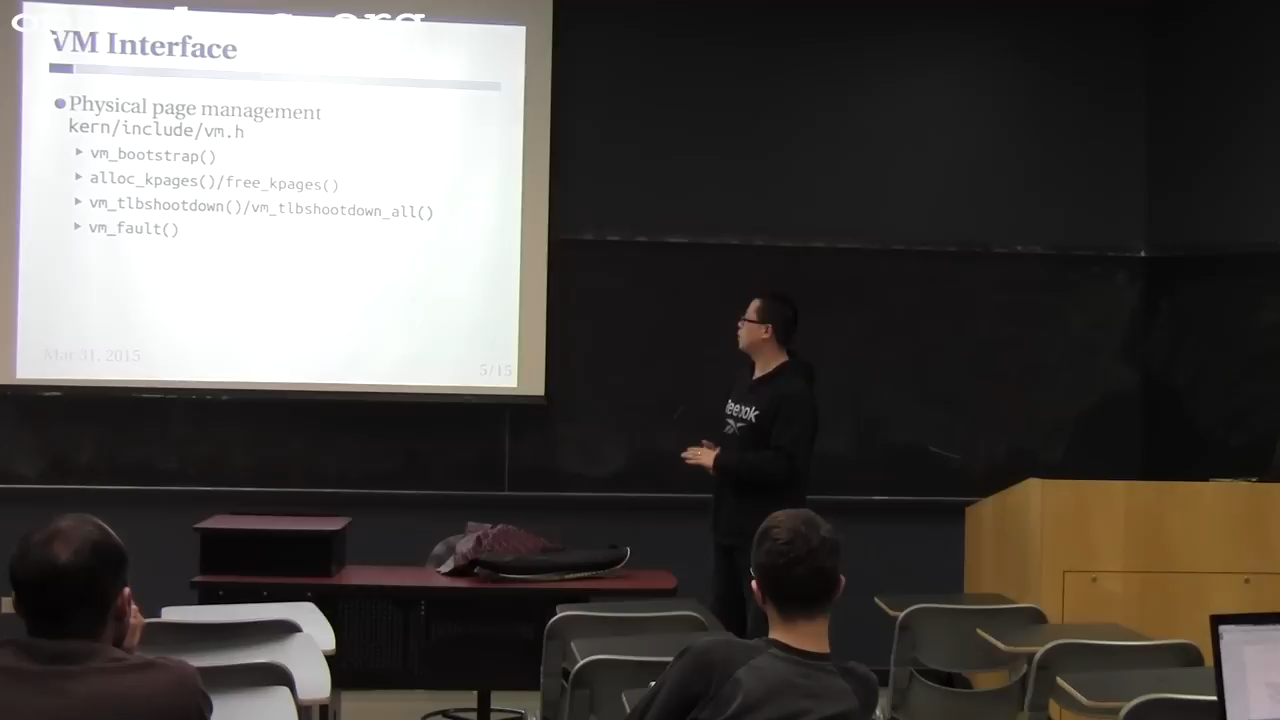 VM Interface
Physical page management
kern/include/vm.h
vm_bootstrap()
alloc_kpages()/free_kpages()
vm_tlbshootdown()/vm_tlbshootdown_all()
vm_fault()
Mar 31, 2015
5/15
Reebok